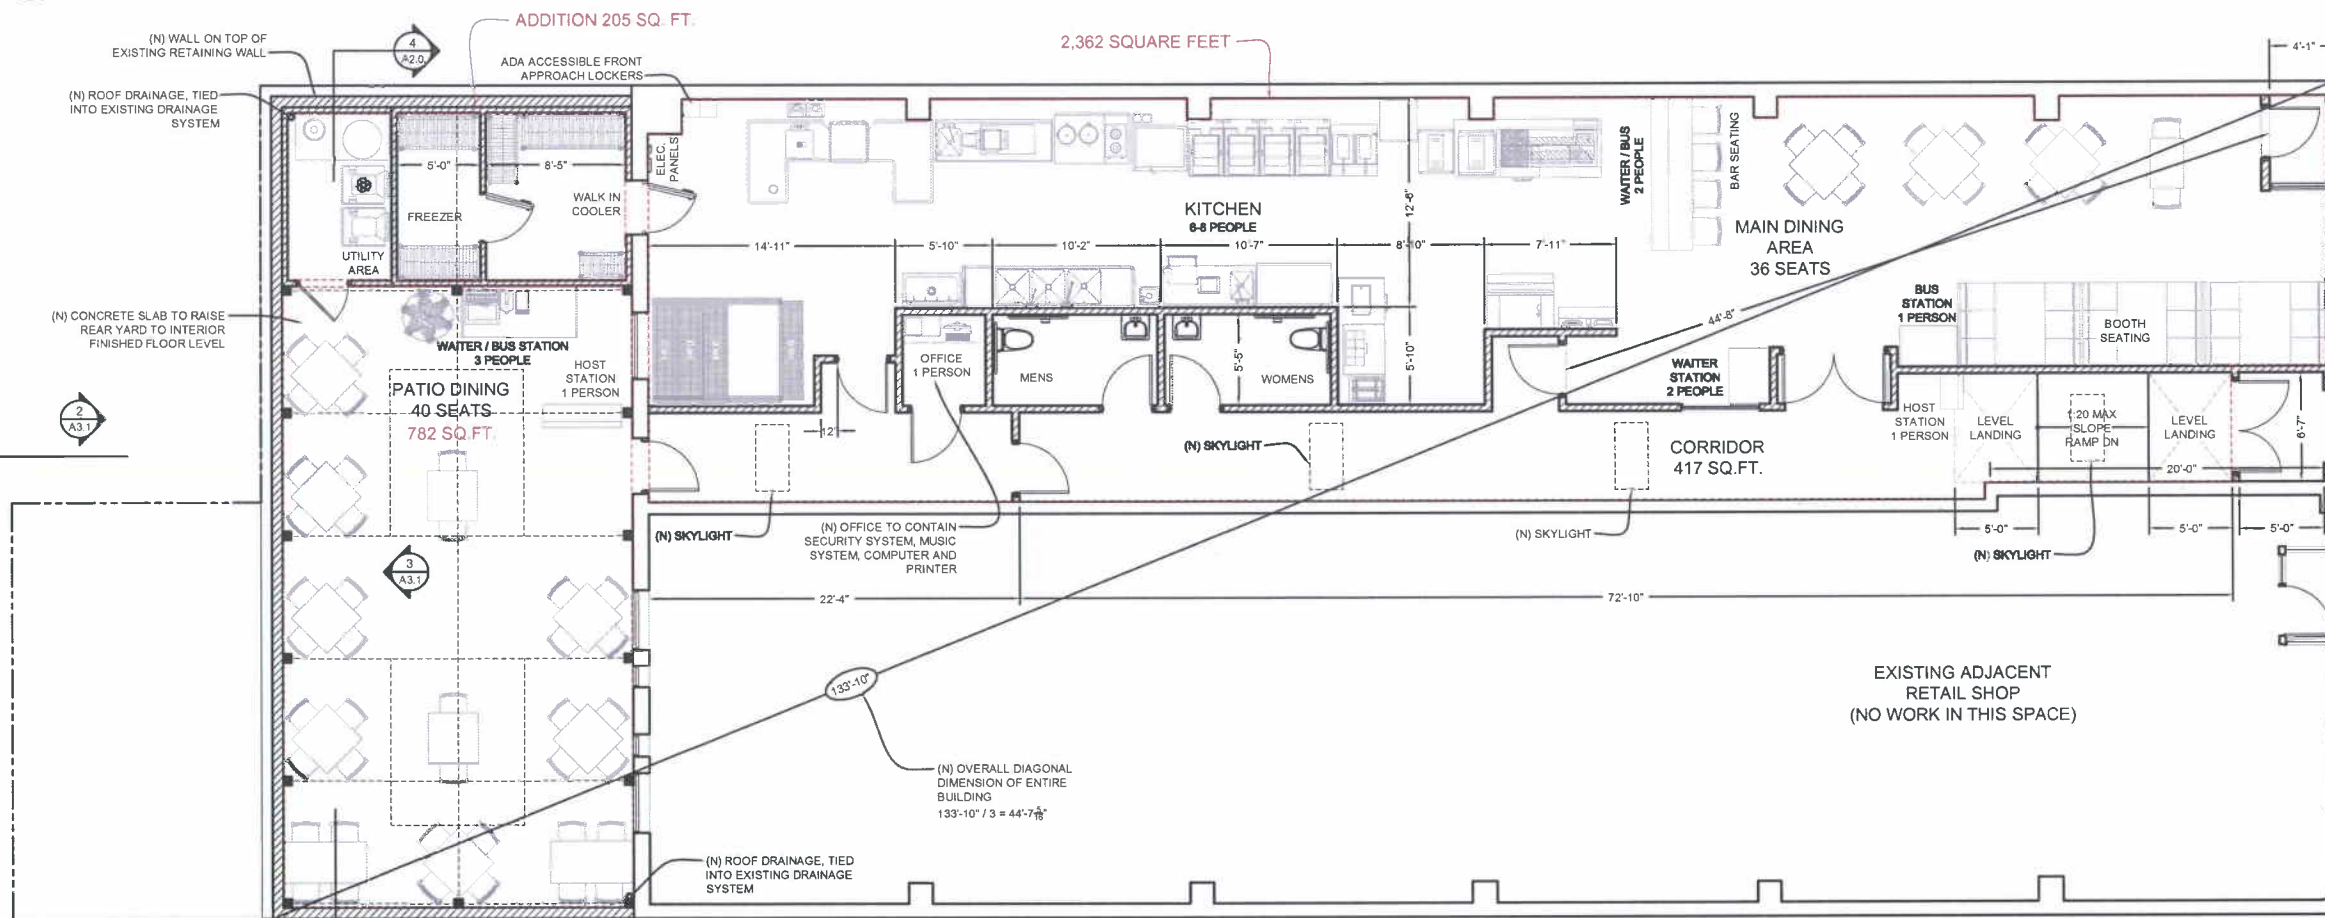 ADDITION 205 SQ. FT.
(N) WALL ON TOP OF
EXISTING RETAINING WALL
4
A2.0
2,362 SQUARE FEET
4'-1"
ADA ACCESSIBLE FRONT
APPROACH LOCKERS
(N) ROOF DRAINAGE, TIED
INTO EXISTING DRAINAGE
SYSTEM
5'-0"
8'-5"
ELEC.
PANELS
WALK IN
COOLER
FREEZER
UTILITY
AREA
KITCHEN
6-8 PEOPLE
12'-6"
WAITER / BUS
2 PEOPLE
BAR SEATING
MAIN DINING
AREA
36 SEATS
14'-11"
5'-10"
10'-2"
10'-7"
8'-10"
7'-11"
(N) CONCRETE SLAB TO RAISE
REAR YARD TO INTERIOR
FINISHED FLOOR LEVEL
WAITER / BUS STATION
3 PEOPLE
HOST
STATION
1 PERSON
PATIO DINING
40 SEATS
782 SQ.FT.
OFFICE
1 PERSON
MENS
5'-5"
WOMENS
5'-10"
44'-8"
BUS
STATION
1 PERSON
BOOTH
SEATING
WAITER
STATION
2 PEOPLE
2
A3.1
12"
(N) SKYLIGHT
CORRIDOR
417 SQ.FT.
HOST
STATION
1 PERSON
LEVEL
LANDING
1:20 MAX
SLOPE
RAMP DN
LEVEL
LANDING
6'-7"
20'-0"
(N) SKYLIGHT
(N) OFFICE TO CONTAIN
SECURITY SYSTEM, MUSIC
SYSTEM, COMPUTER AND
PRINTER
(N) SKYLIGHT
5'-0"
5'-0"
5'-0"
(N) SKYLIGHT
3
A3.1
22'-4"
72'-10"
133'-10"
EXISTING ADJACENT
RETAIL SHOP
(NO WORK IN THIS SPACE)
(N) OVERALL DIAGONAL
DIMENSION OF ENTIRE
BUILDING
133'-10" / 3 = 44'-7 5/16"
(N) ROOF DRAINAGE, TIED
INTO EXISTING DRAINAGE
SYSTEM